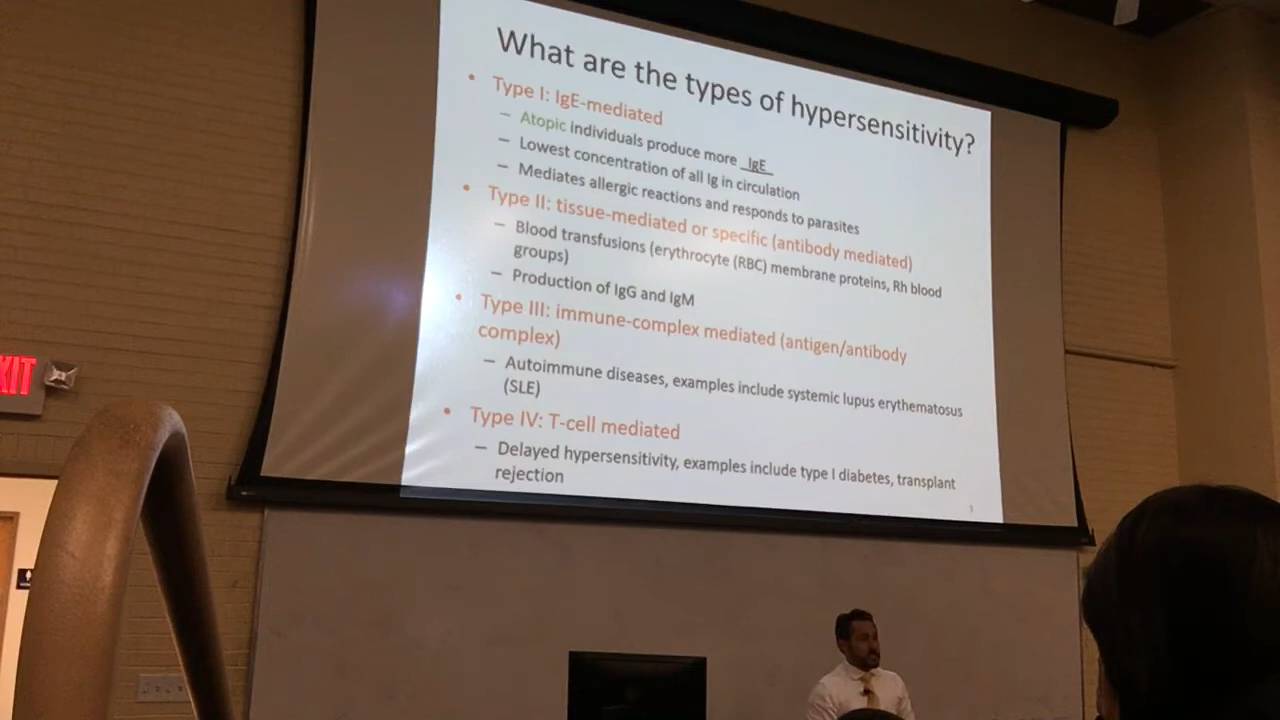 What are the types of hypersensitivity?
• Type I: IgE-mediated
– Atopic individuals produce more _IgE_
– Lowest concentration of all Ig in circulation
– Mediates allergic reactions and responds to parasites
• Type II: tissue-mediated or specific (antibody mediated)
– Blood transfusions (erythrocyte (RBC) membrane proteins, Rh blood
groups)
– Production of IgG and IgM
• Type III: immune-complex mediated (antigen/antibody
complex)
– Autoimmune diseases, examples include systemic lupus erythematosus
(SLE)
• Type IV: T-cell mediated
– Delayed hypersensitivity, examples include type I diabetes, transplant
rejection
XIT